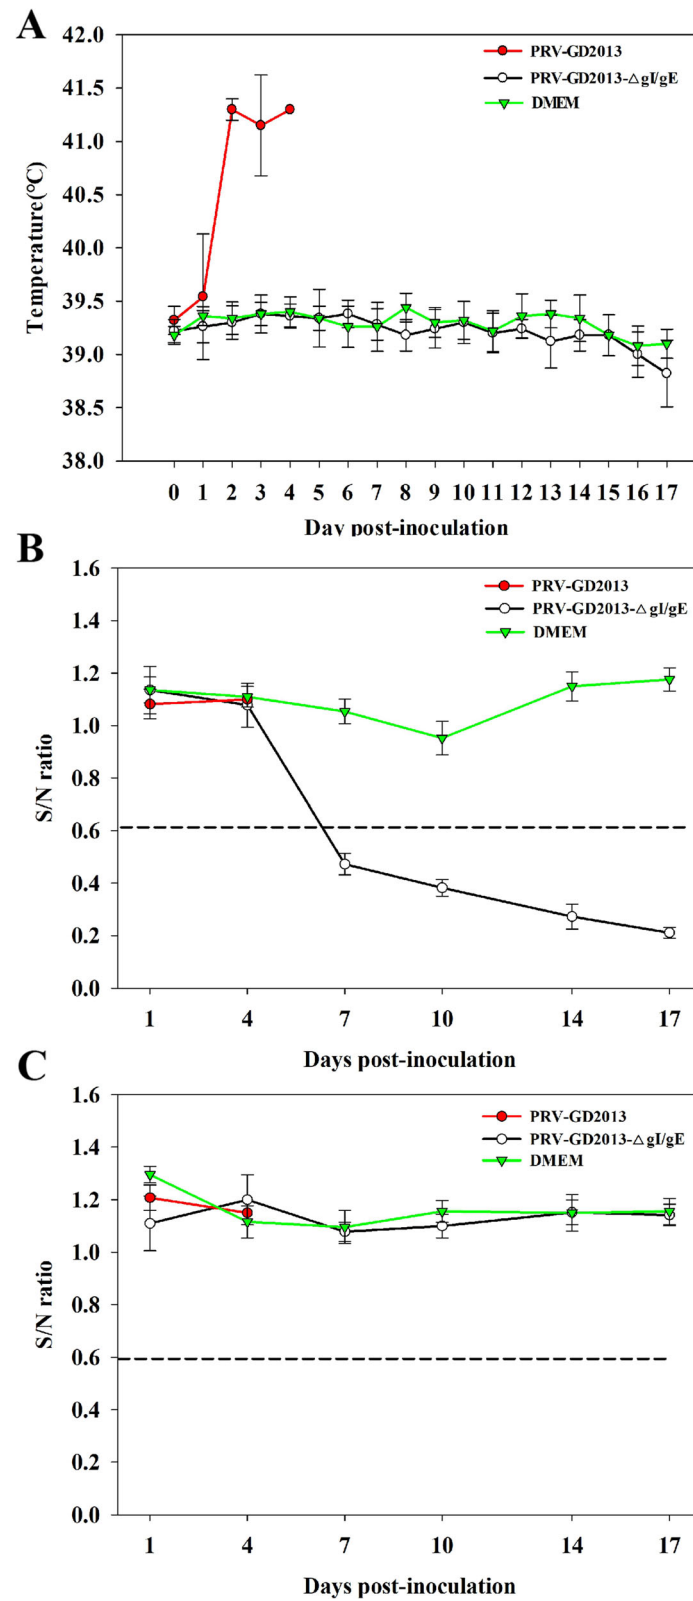 A
42.0
41.5
41.0
40.5
40.0
39.5
39.0
38.5
38.0
Temperature(°C)
PRV-GD2013
PRV-GD2013-△gI/gE
DMEM
0 1 2 3 4 5 6 7 8 9 10 11 12 13 14 15 16 17
Day post-inoculation
B
1.6
1.4
1.2
1.0
0.8
0.6
0.4
0.2
0.0
S/N ratio
PRV-GD2013
PRV-GD2013-△gI/gE
DMEM
1 4 7 10 14 17
Days post-inoculation
C
1.6
1.4
1.2
1.0
0.8
0.6
0.4
0.2
0.0
S/N ratio
PRV-GD2013
PRV-GD2013-△gI/gE
DMEM
1 4 7 10 14 17
Days post-inoculation